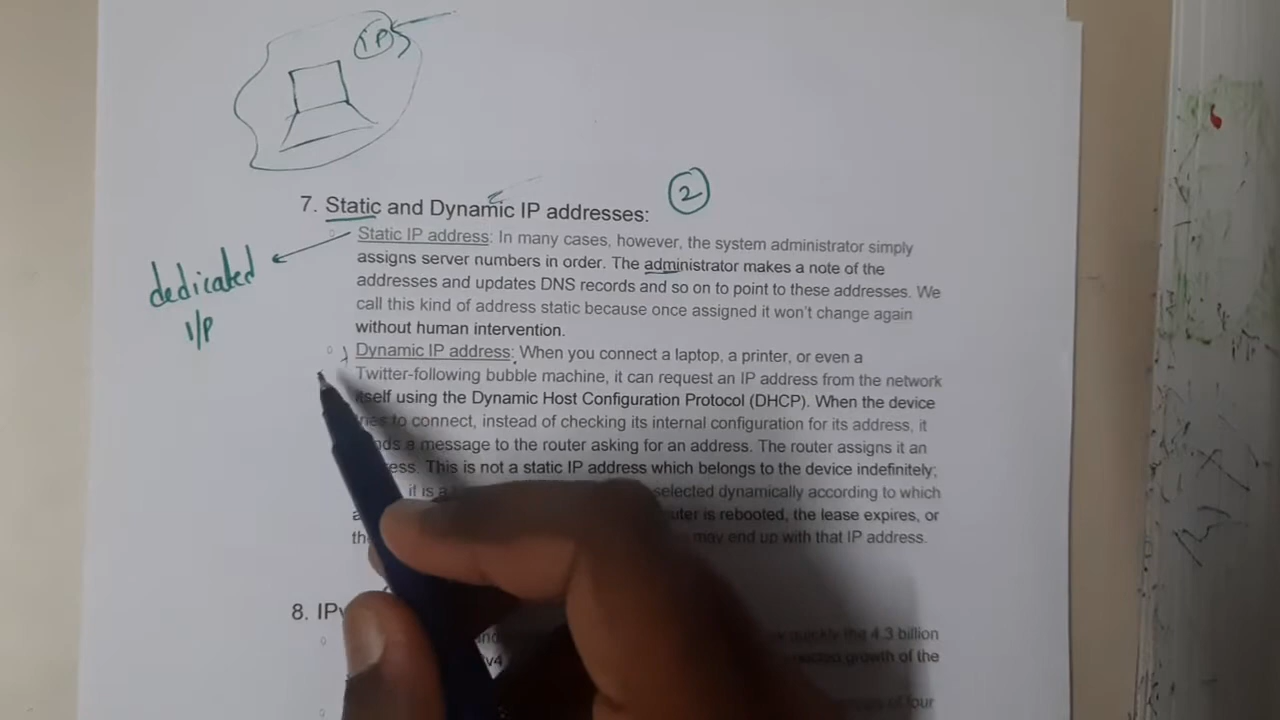 IP
7. Static and Dynamic IP addresses:
2
Static IP address: In many cases, however, the system administrator simply
assigns server numbers in order. The administrator makes a note of the
addresses and updates DNS records and so on to point to these addresses. We
call this kind of address static because once assigned it won't change again
without human intervention.
dedicated
I/P
Dynamic IP address: When you connect a laptop, a printer, or even a
Twitter-following bubble machine, it can request an IP address from the network
itself using the Dynamic Host Configuration Protocol (DHCP). When the device
to connect, instead of checking its internal configuration for its address, it
a message to the router asking for an address. The router assigns it an
This is not a static IP address which belongs to the device indefinitely;
it is a selected dynamically according to which
is rebooted, the lease expires, or
may end up with that IP address.
8.
quickly the 4.3 billion
growth of the
of four